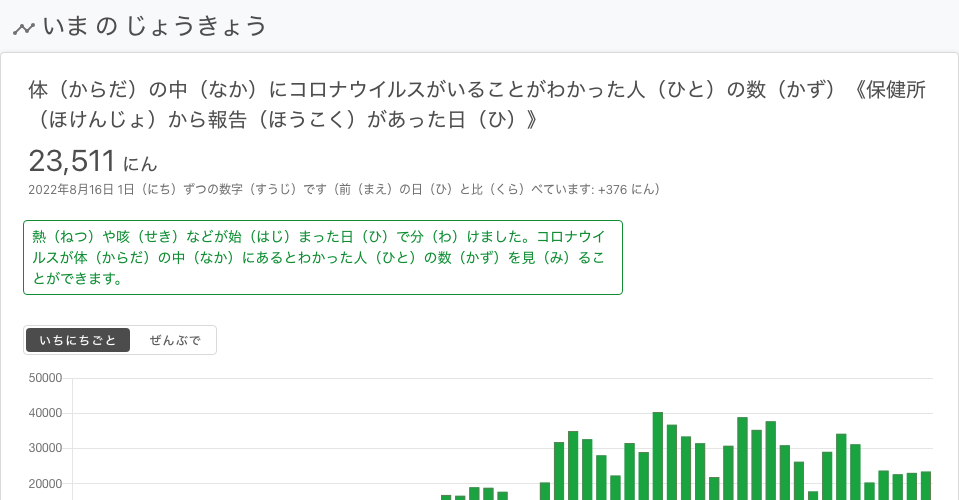 いま の じょうきょう
体（からだ）の中（なか）にコロナウイルスがいることがわかった人（ひと）の数（かず）《保健所
（ほけんじょ）から報告（ほうこく）があった日（ひ）》
23,511 にん
2022年8月16日 1日（にち）ずつの数字（すうじ）です（前（まえ）の日（ひ）と比（くら）べています: +376 にん）
熱（ねつ）や咳（せき）などが始（はじ）まった日（ひ）で分（わ）けました。コロナウイ
ルスが体（からだ）の中（なか）にあるとわかった人（ひと）の数（かず）を見（み）るこ
とができます。
いちにちごと ぜんぶで
50000
40000
30000
20000